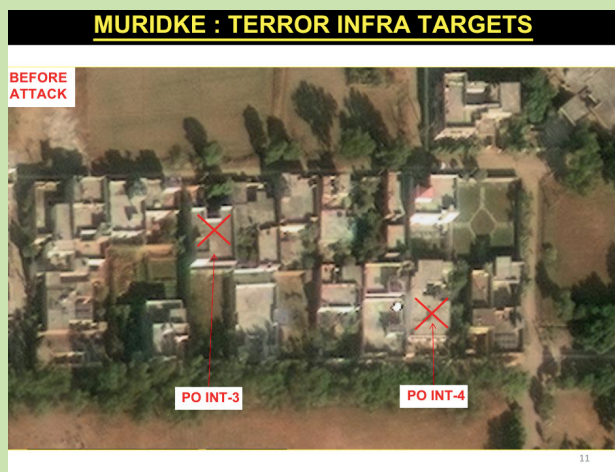 MURIDKE : TERROR INFRA TARGETS
BEFORE
ATTACK
PO INT-3
PO INT-4
11